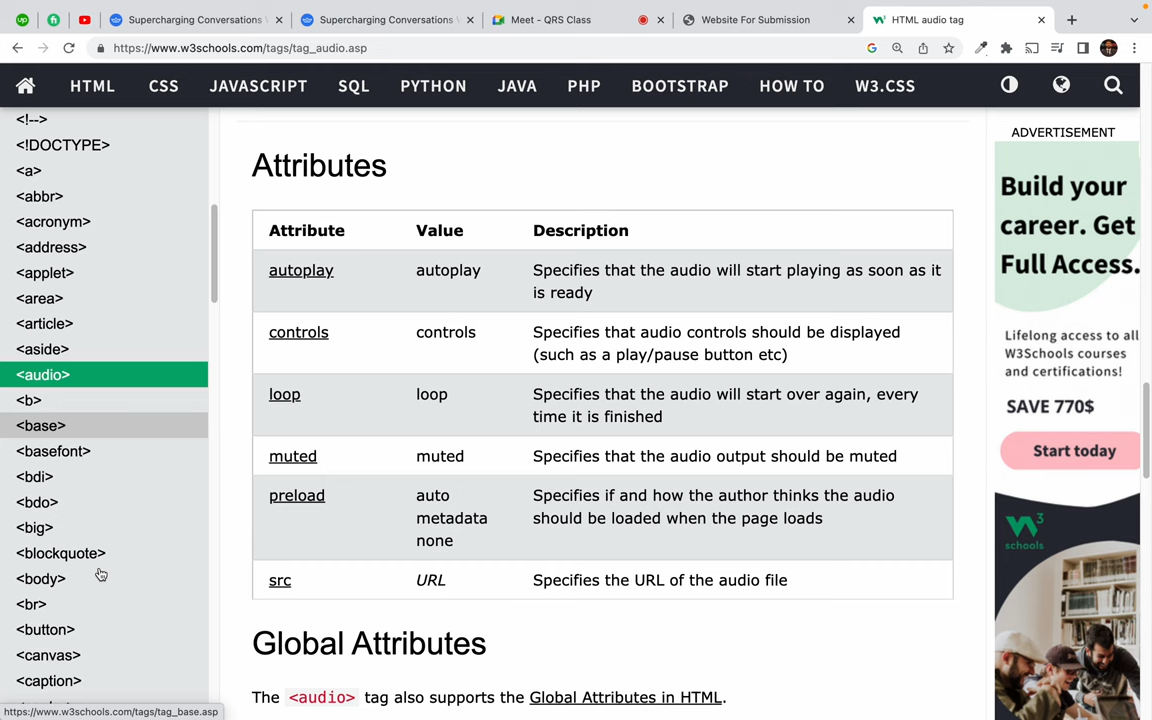 Supercharging Conversations W
Supercharging Conversations W
Meet - QRS Class
Website For Submission
HTML audio tag
https://www.w3schools.com/tags/tag_audio.asp
HTML
CSS
JAVASCRIPT
SQL
PYTHON
JAVA
PHP
BOOTSTRAP
HOW TO
W3.CSS
<!-->
<!DOCTYPE>
<a>
<abbr>
<acronym>
<address>
<applet>
<area>
<article>
<aside>
<audio>
<b>
<base>
<basefont>
<bdi>
<bdo>
<big>
<blockquote>
<body>
<br>
<button>
<canvas>
<caption>
https://www.w3schools.com/tags/tag_base.asp
Attributes
Attribute Value Description
autoplay autoplay Specifies that the audio will start playing as soon as it
is ready
controls controls Specifies that audio controls should be displayed
(such as a play/pause button etc)
loop loop Specifies that the audio will start over again, every
time it is finished
muted muted Specifies that the audio output should be muted
preload auto Specifies if and how the author thinks the audio
metadata should be loaded when the page loads
none
src URL Specifies the URL of the audio file
Global Attributes
The <audio> tag also supports the Global Attributes in HTML.
ADVERTISEMENT
Build your
career. Get
Full Access.
Lifelong access to all
W3Schools courses
and certifications!
SAVE 770$
Start today
W3
schools